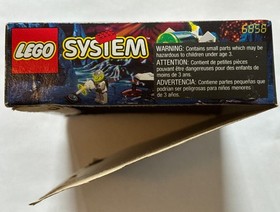 LEGO SYSTEM
6856
WARNING: Contains small parts which may be
hazardous to children under age 3.
ATTENTION: Contient de petites pièces
pouvant être dangereuses pour des enfants de
moins de 3 ans.
ADVERTENCIA: Contiene partes pequeñas que
podrían ser peligrosas para niños menores
de 3 años.